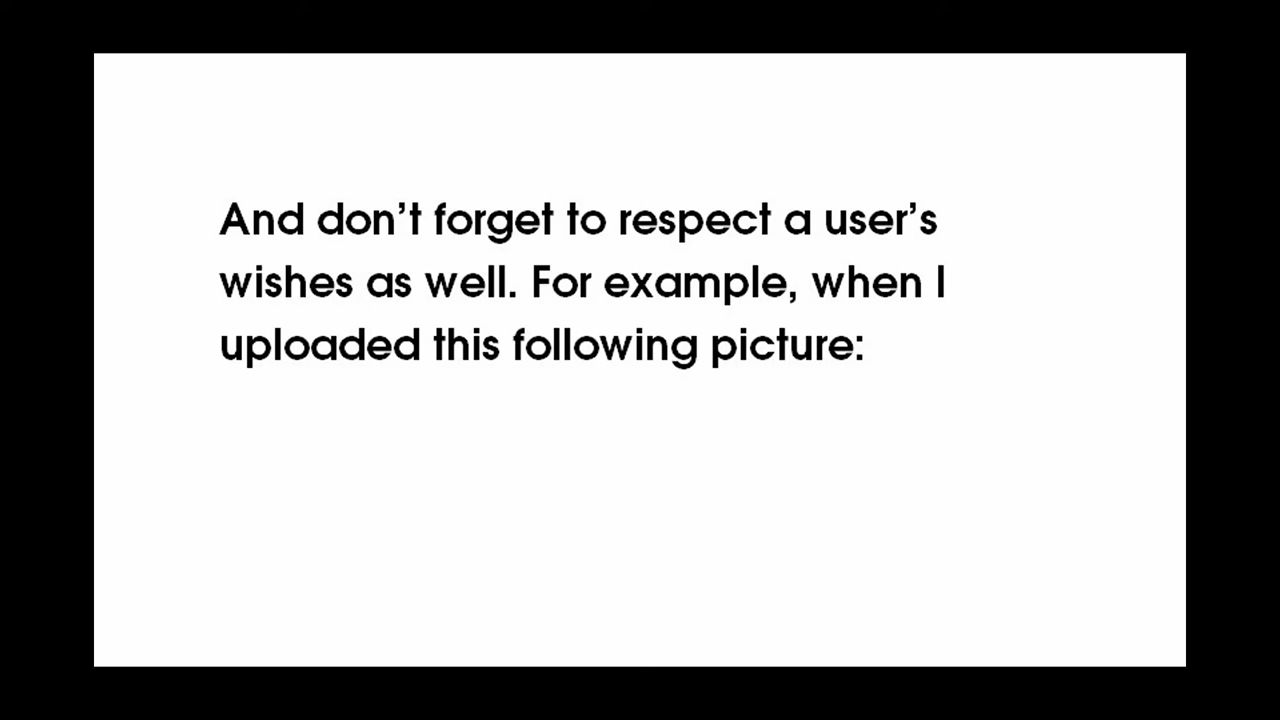 And don’t forget to respect a user’s
wishes as well. For example, when I
uploaded this following picture: